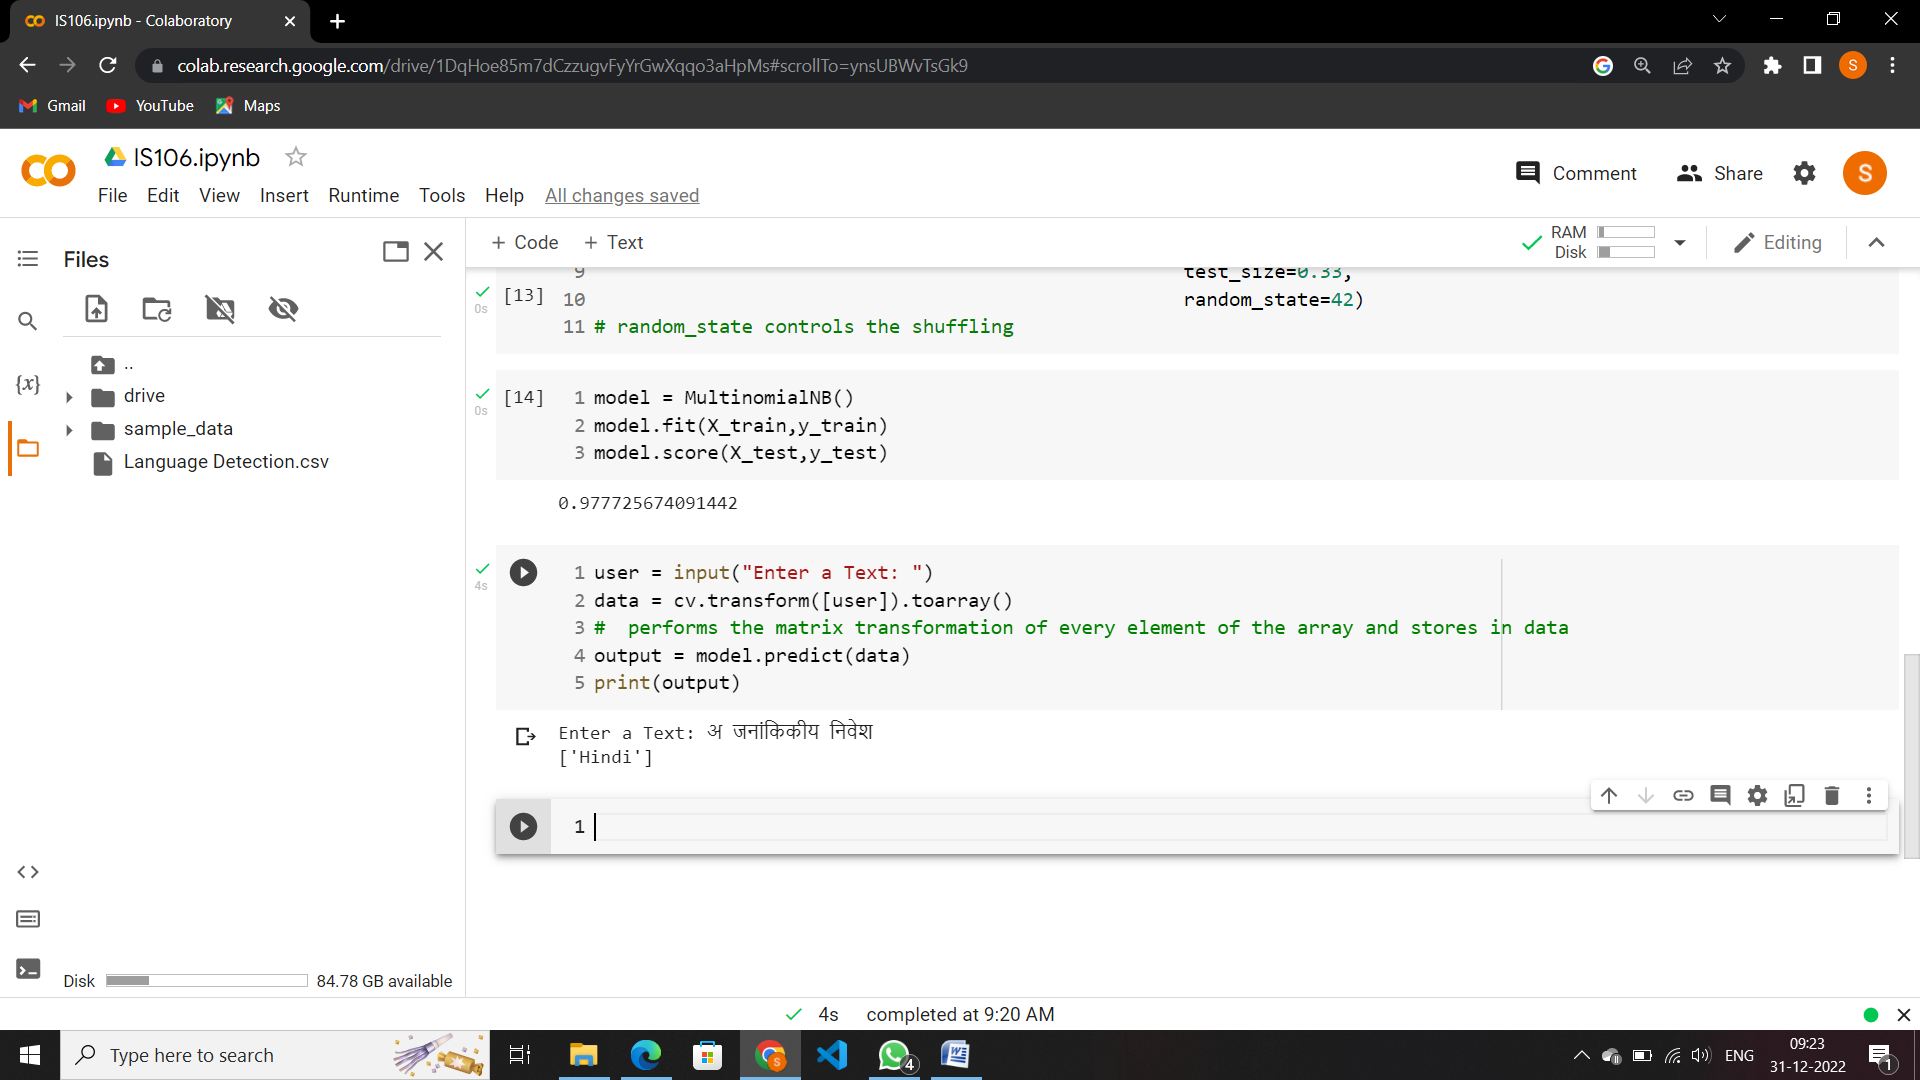 IS106.ipynb - Colaboratory
colab.research.google.com/drive/1DqHoe85m7dCzzugvFyYrGwXqqo3aHpMs#scrollTo=ynsUBWvTsGk9
S
Gmail YouTube Maps
IS106.ipynb
Comment Share S
File Edit View Insert Runtime Tools Help All changes saved
Files
+ Code + Text
RAM
Disk
Editing
..
drive
sample_data
Language Detection.csv
{x}
Disk 84.78 GB available
9 test_size=0.33,
[13] 10 random_state=42)
0s
11 # random_state controls the shuffling
[14] 1 model = MultinomialNB()
0s
2 model.fit(X_train,y_train)
3 model.score(X_test,y_test)
0.977725674091442
1 user = input("Enter a Text: ")
4s
2 data = cv.transform([user]).toarray()
3 #  performs the matrix transformation of every element of the array and stores in data
4 output = model.predict(data)
5 print(output)
Enter a Text: अ जनांकिकीय निवेश
['Hindi']
1
4s completed at 9:20 AM
Type here to search
4
ENG
09:23
31-12-2022
1